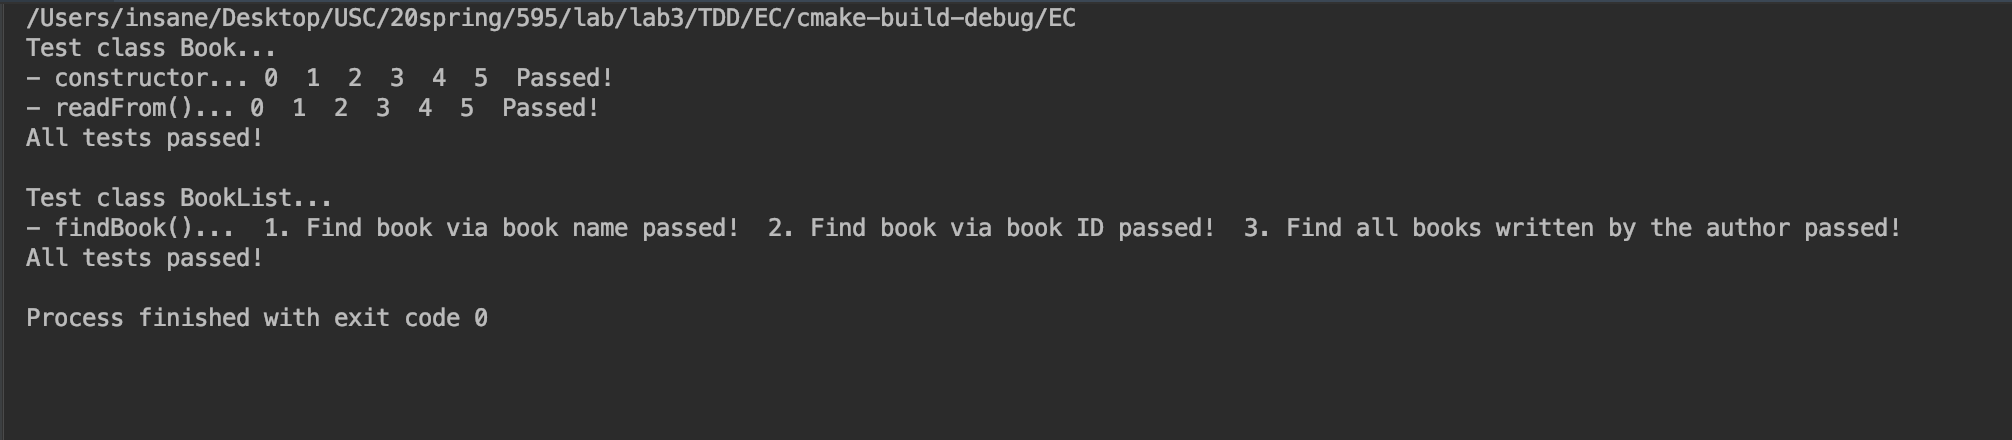 /Users/insane/Desktop/USC/20spring/595/lab/lab3/TDD/EC/cmake-build-debug/EC
Test class Book...
- constructor... 0  1  2  3  4  5  Passed!
- readFrom()... 0  1  2  3  4  5  Passed!
All tests passed!

Test class BookList...
- findBook()...  1. Find book via book name passed!  2. Find book via book ID passed!  3. Find all books written by the author passed!
All tests passed!

Process finished with exit code 0